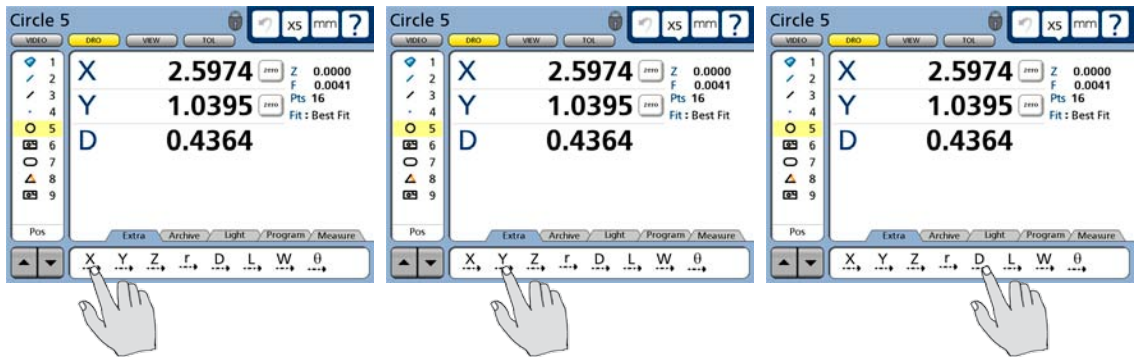 Circle 5
X5 mm ?
VIDEO DRO VIEW TOL
1
2
3
4
5
6
7
8
9
Pos
X 2.5974 zero
Y 1.0395 zero
D 0.4364
Z 0.0000
F 0.0041
Pts 16
Fit : Best Fit
Extra Archive Light Program Measure
X Y Z r D L W θ
Circle 5
X5 mm ?
VIDEO DRO VIEW TOL
1
2
3
4
5
6
7
8
9
Pos
X 2.5974 zero
Y 1.0395 zero
D 0.4364
Z 0.0000
F 0.0041
Pts 16
Fit : Best Fit
Extra Archive Light Program Measure
X Y Z r D L W θ
Circle 5
X5 mm ?
VIDEO DRO VIEW TOL
1
2
3
4
5
6
7
8
9
Pos
X 2.5974 zero
Y 1.0395 zero
D 0.4364
Z 0.0000
F 0.0041
Pts 16
Fit : Best Fit
Extra Archive Light Program Measure
X Y Z r D L W θ